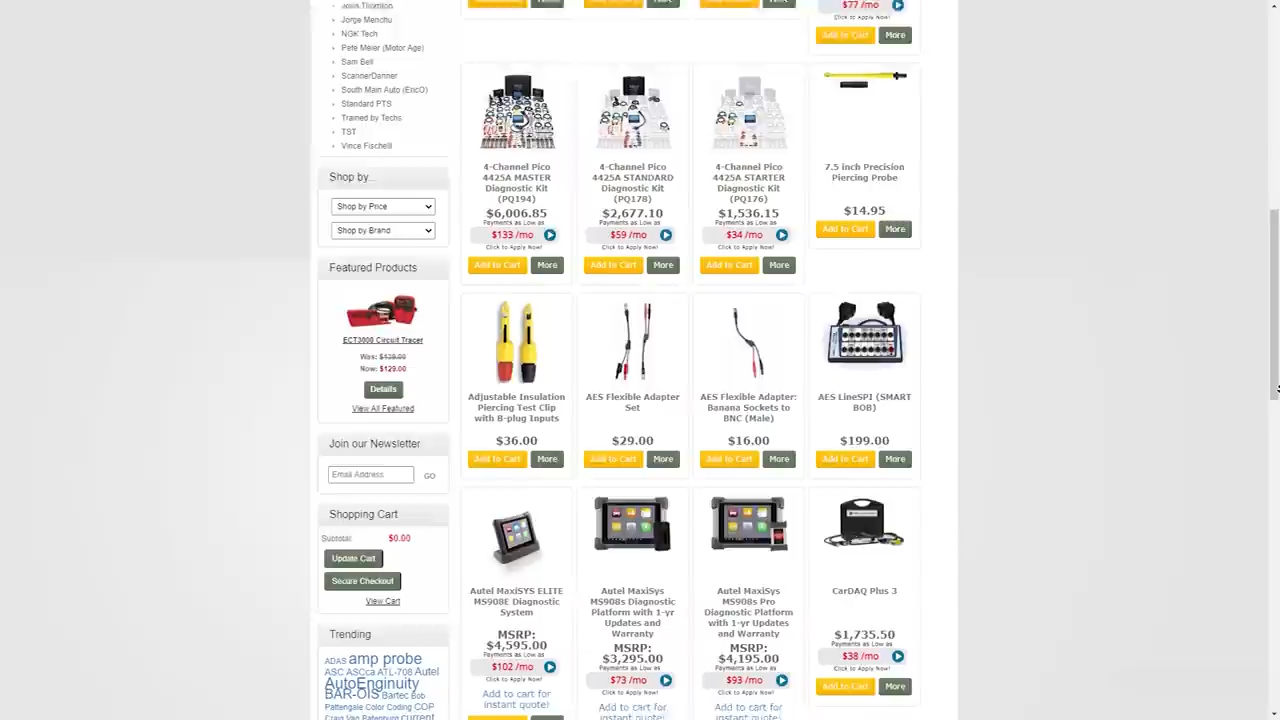 $77 /mo
Click to Apply Now!
Add to Cart More
Jorge Menchu
NGK Tech
Pete Meier (Motor Age)
Sam Bell
ScannerDanner
South Main Auto (EricO)
Standard PTS
Trained by Techs
TST
Vince Fischelli
Shop by...
Shop by Price
Shop by Brand
Featured Products
ECT3000 Circuit Tracer
Was: $139.00
Now: $129.00
Details
View All Featured
Join our Newsletter
Email Address GO
Shopping Cart
Subtotal: $0.00
Update Cart
Secure Checkout
View Cart
Trending
ADAS amp probe
ASC ASCca ATL-708 Autel
AutoEnginuity
BAR-OIS Bartec Bob
Pattengale Color Coding COP
Craig Van Batenburg current
4-Channel Pico
4425A MASTER
Diagnostic Kit
(PQ194)
$6,006.85
Payments as Low as
$133 /mo
Click to Apply Now!
Add to Cart More
4-Channel Pico
4425A STANDARD
Diagnostic Kit
(PQ178)
$2,677.10
Payments as Low as
$59 /mo
Click to Apply Now!
Add to Cart More
4-Channel Pico
4425A STARTER
Diagnostic Kit
(PQ176)
$1,536.15
Payments as Low as
$34 /mo
Click to Apply Now!
Add to Cart More
7.5 inch Precision
Piercing Probe
$14.95
Add to Cart More
Adjustable Insulation
Piercing Test Clip
with B-plug Inputs
$36.00
Add to Cart More
AES Flexible Adapter
Set
$29.00
Add to Cart More
AES Flexible Adapter:
Banana Sockets to
BNC (Male)
$16.00
Add to Cart More
AES LineSPI (SMART
BOB)
$199.00
Add to Cart More
Autel MaxiSYS ELITE
MS908E Diagnostic
System
MSRP:
$4,595.00
Payments as Low as
$102 /mo
Click to Apply Now!
Add to cart for
instant quote!
Autel MaxiSys
MS908s Diagnostic
Platform with 1-yr
Updates and
Warranty
MSRP:
$3,295.00
Payments as Low as
$73 /mo
Click to Apply Now!
Add to cart for
instant quote!
Autel MaxiSys
MS908s Pro
Diagnostic Platform
with 1-yr Updates
and Warranty
MSRP:
$4,195.00
Payments as Low as
$93 /mo
Click to Apply Now!
Add to cart for
instant quote!
CarDAQ Plus 3
$1,735.50
Payments as Low as
$38 /mo
Click to Apply Now!
Add to Cart More